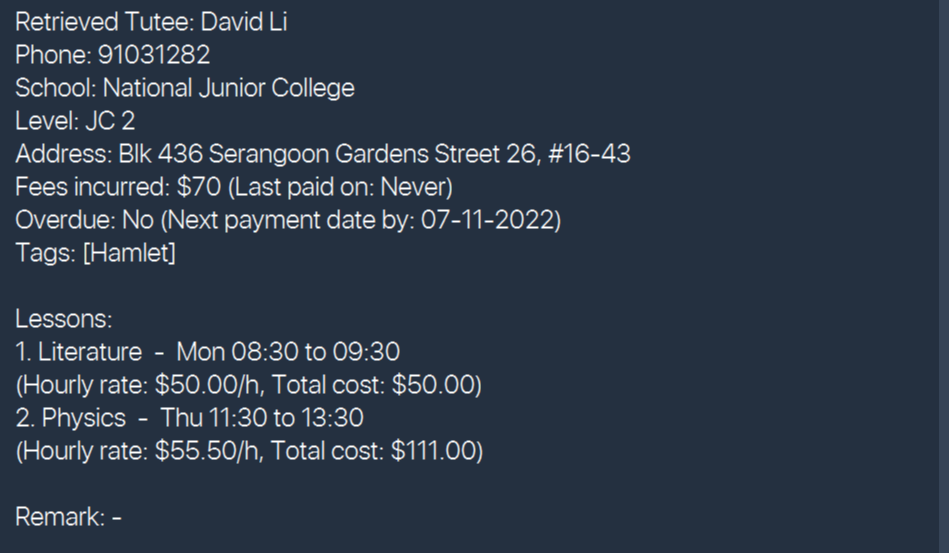 Retrieved Tutee: David Li
Phone: 91031282
School: National Junior College
Level: JC 2
Address: Blk 436 Serangoon Gardens Street 26, #16-43
Fees incurred: $70 (Last paid on: Never)
Overdue: No (Next payment date by: 07-11-2022)
Tags: [Hamlet]

Lessons:
1. Literature  -  Mon 08:30 to 09:30
(Hourly rate: $50.00/h, Total cost: $50.00)
2. Physics  -  Thu 11:30 to 13:30
(Hourly rate: $55.50/h, Total cost: $111.00)

Remark: -